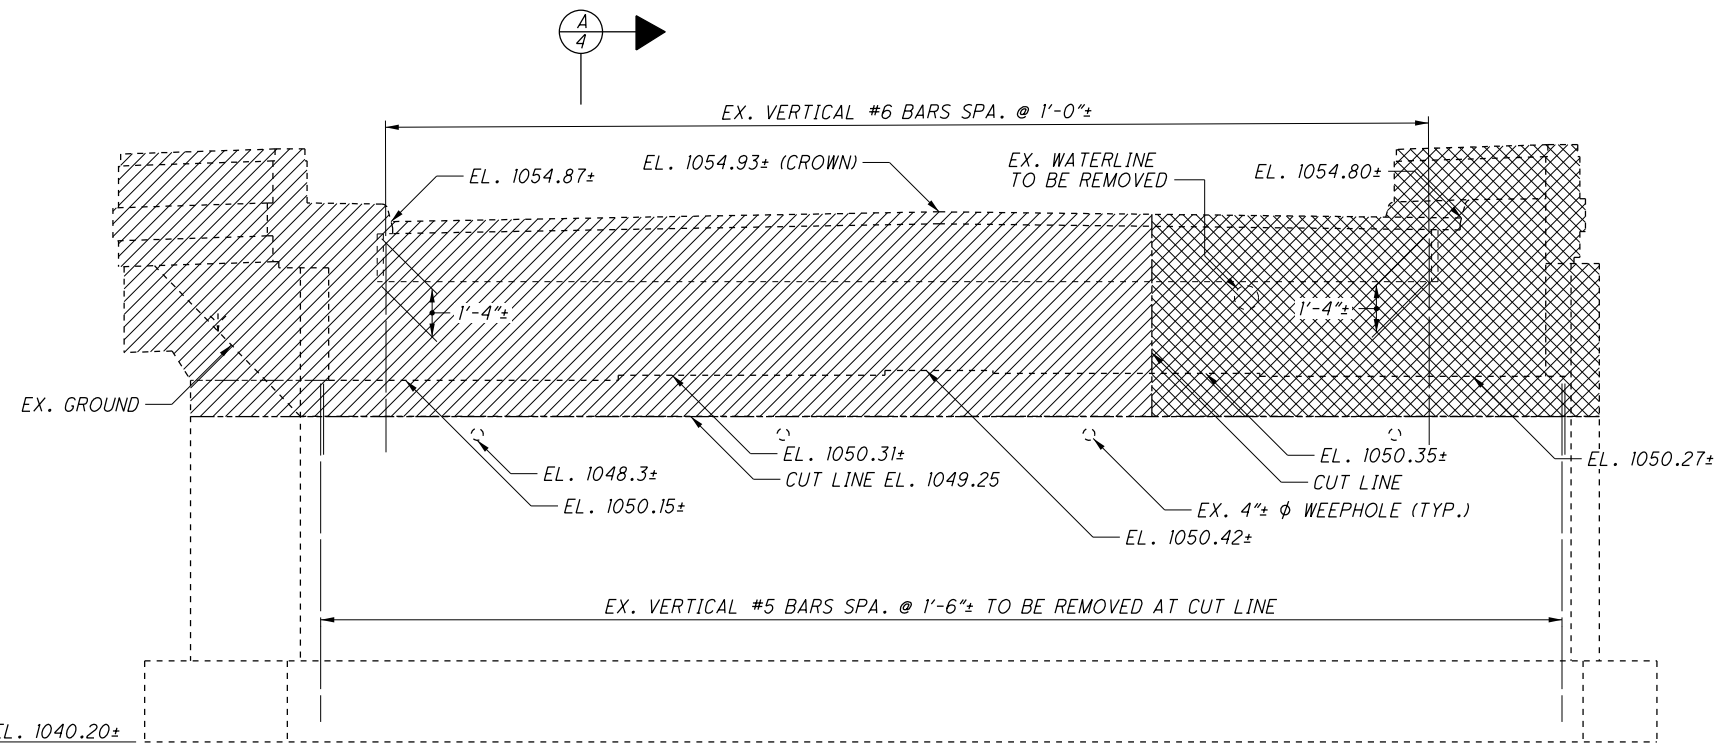 A
4
EX. VERTICAL #6 BARS SPA. @ 1'-0"±
EL. 1054.87±
EL. 1054.93± (CROWN)
EX. WATERLINE
TO BE REMOVED
EL. 1054.80±
1'-4"±
1'-4"±
EX. GROUND
EL. 1050.31±
EL. 1050.35±
EL. 1050.27±
EL. 1048.3±
CUT LINE EL. 1049.25
CUT LINE
EL. 1050.15±
EX. 4"± ϕ WEEPHOLE (TYP.)
EL. 1050.42±
EX. VERTICAL #5 BARS SPA. @ 1'-6"± TO BE REMOVED AT CUT LINE
EL. 1040.20±